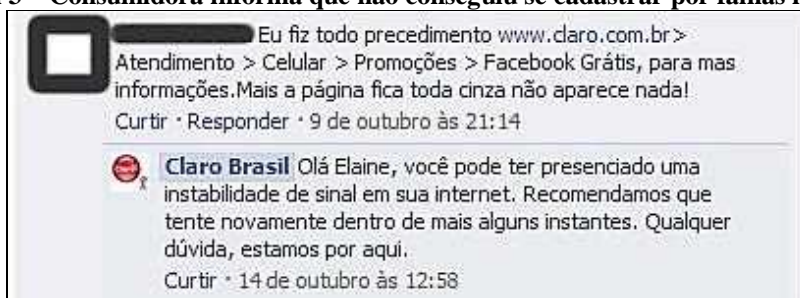 Consumidora informa que não conseguiu se cadastrar por falhas
Eu fiz todo precedimento www.claro.com.br>
Atendimento > Celular > Promoções > Facebook Grátis, para mas
informações.Mais a página fica toda cinza não aparece nada!
Curtir · Responder · 9 de outubro às 21:14
Claro Brasil Olá Elaine, você pode ter presenciado uma
instabilidade de sinal em sua internet. Recomendamos que
tente novamente dentro de mais alguns instantes. Qualquer
dúvida, estamos por aqui.
Curtir · 14 de outubro às 12:58